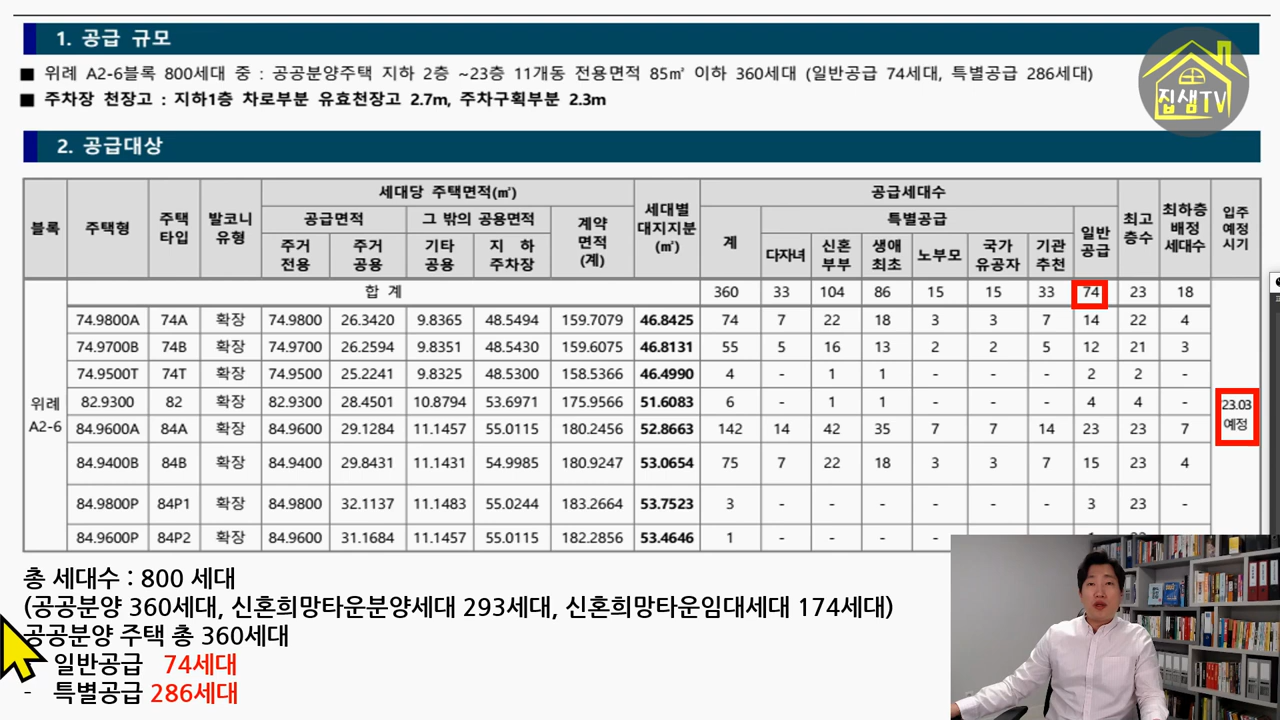 1. 공급 규모
■ 위례 A2-6블록 800세대 중 : 공공분양주택 지하 2층 ~23층 11개동 전용면적 85㎡ 이하 360세대 (일반공급 74세대, 특별공급 286세대)
■ 주차장 천장고 : 지하1층 차로부분 유효천장고 2.7m, 주차구획부분 2.3m
집샘TV
2. 공급대상
블록 주택형 주택 타입 발코니 유형 세대당 주택면적(㎡) 세대별 대지지분 (㎡) 공급세대수 최고 층수 최하층 배정 세대수 입주 예정 시기
공급면적 그 밖의 공용면적 계약 면적 (계) 계 특별공급 일반 공급
주거 전용 주거 공용 기타 공용 지 하 주차장 다자녀 신혼 부부 생애 최초 노부모 국가 유공자 기관 추천
합 계 360 33 104 86 15 15 33 74 23 18
74.9800A 74A 확장 74.9800 26.3420 9.8365 48.5494 159.7079 46.8425 74 7 22 18 3 3 7 14 22 4
74.9700B 74B 확장 74.9700 26.2594 9.8351 48.5430 159.6075 46.8131 55 5 16 13 2 2 5 12 21 3
74.9500T 74T 확장 74.9500 25.2241 9.8325 48.5300 158.5366 46.4990 4 - 1 1 - - - 2 2 -
위례 A2-6
82.9300 82 확장 82.9300 28.4501 10.8794 53.6971 175.9566 51.6083 6 - 1 1 - - - 4 4 -
23.03 예정
84.9600A 84A 확장 84.9600 29.1284 11.1457 55.0115 180.2456 52.8663 142 14 42 35 7 7 14 23 23 7
84.9400B 84B 확장 84.9400 29.8431 11.1431 54.9985 180.9247 53.0654 75 7 22 18 3 3 7 15 23 4
84.9800P 84P1 확장 84.9800 32.1137 11.1483 55.0244 183.2664 53.7523 3 - - - - - - 3 23 -
84.9600P 84P2 확장 84.9600 31.1684 11.1457 55.0115 182.2856 53.4646 1 - - - - - -
총 세대수 : 800 세대
(공공분양 360세대, 신혼희망타운분양세대 293세대, 신혼희망타운임대세대 174세대)
공공분양 주택 총 360세대
일반공급 74세대
- 특별공급 286세대